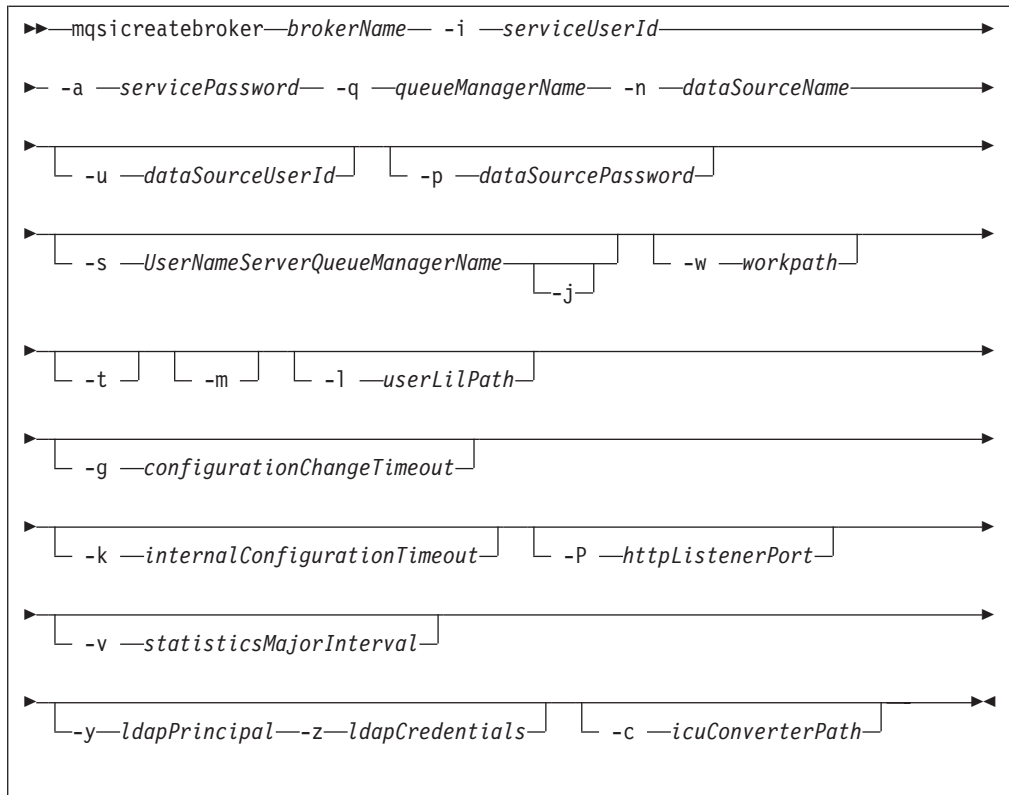 mqsicreatebroker brokerName -i serviceUserId
-a servicePassword -q queueManagerName -n dataSourceName
-u dataSourceUserId -p dataSourcePassword
-s UserNameServerQueueManagerName -w workpath
-j
-t -m -l userLilPath
-g configurationChangeTimeout
-k internalConfigurationTimeout -P httpListenerPort
-v statisticsMajorInterval
-y ldapPrincipal -z ldapCredentials -c icuConverterPath